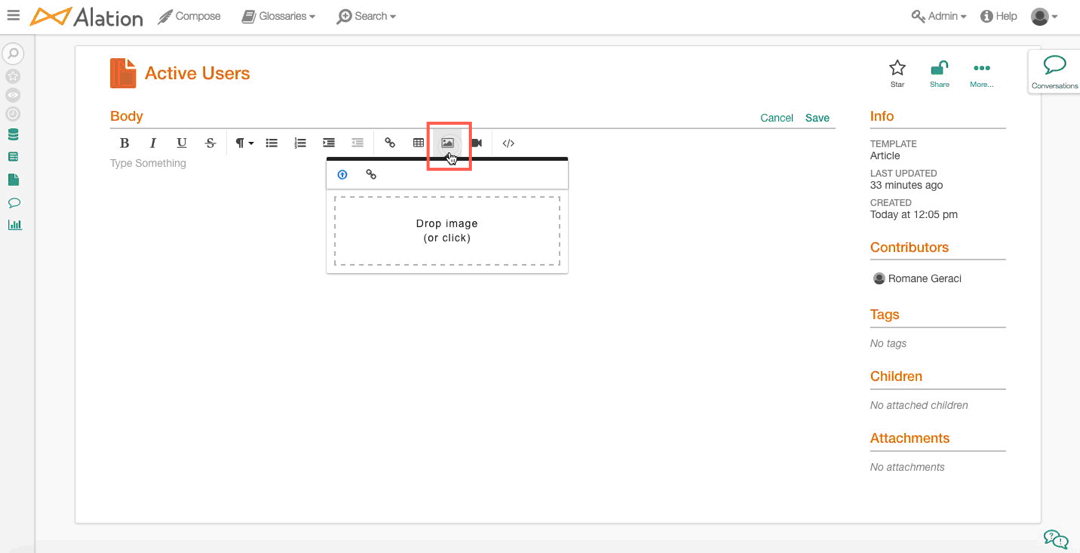 Alation Compose Glossaries Search Admin Help
Active Users
Star Share More...
Conversations
Body Cancel Save
B I U S ¶ </>
Type Something
Drop image
(or click)
Info
TEMPLATE
Article
LAST UPDATED
33 minutes ago
CREATED
Today at 12:05 pm
Contributors
Romane Geraci
Tags
No tags
Children
No attached children
Attachments
No attachments